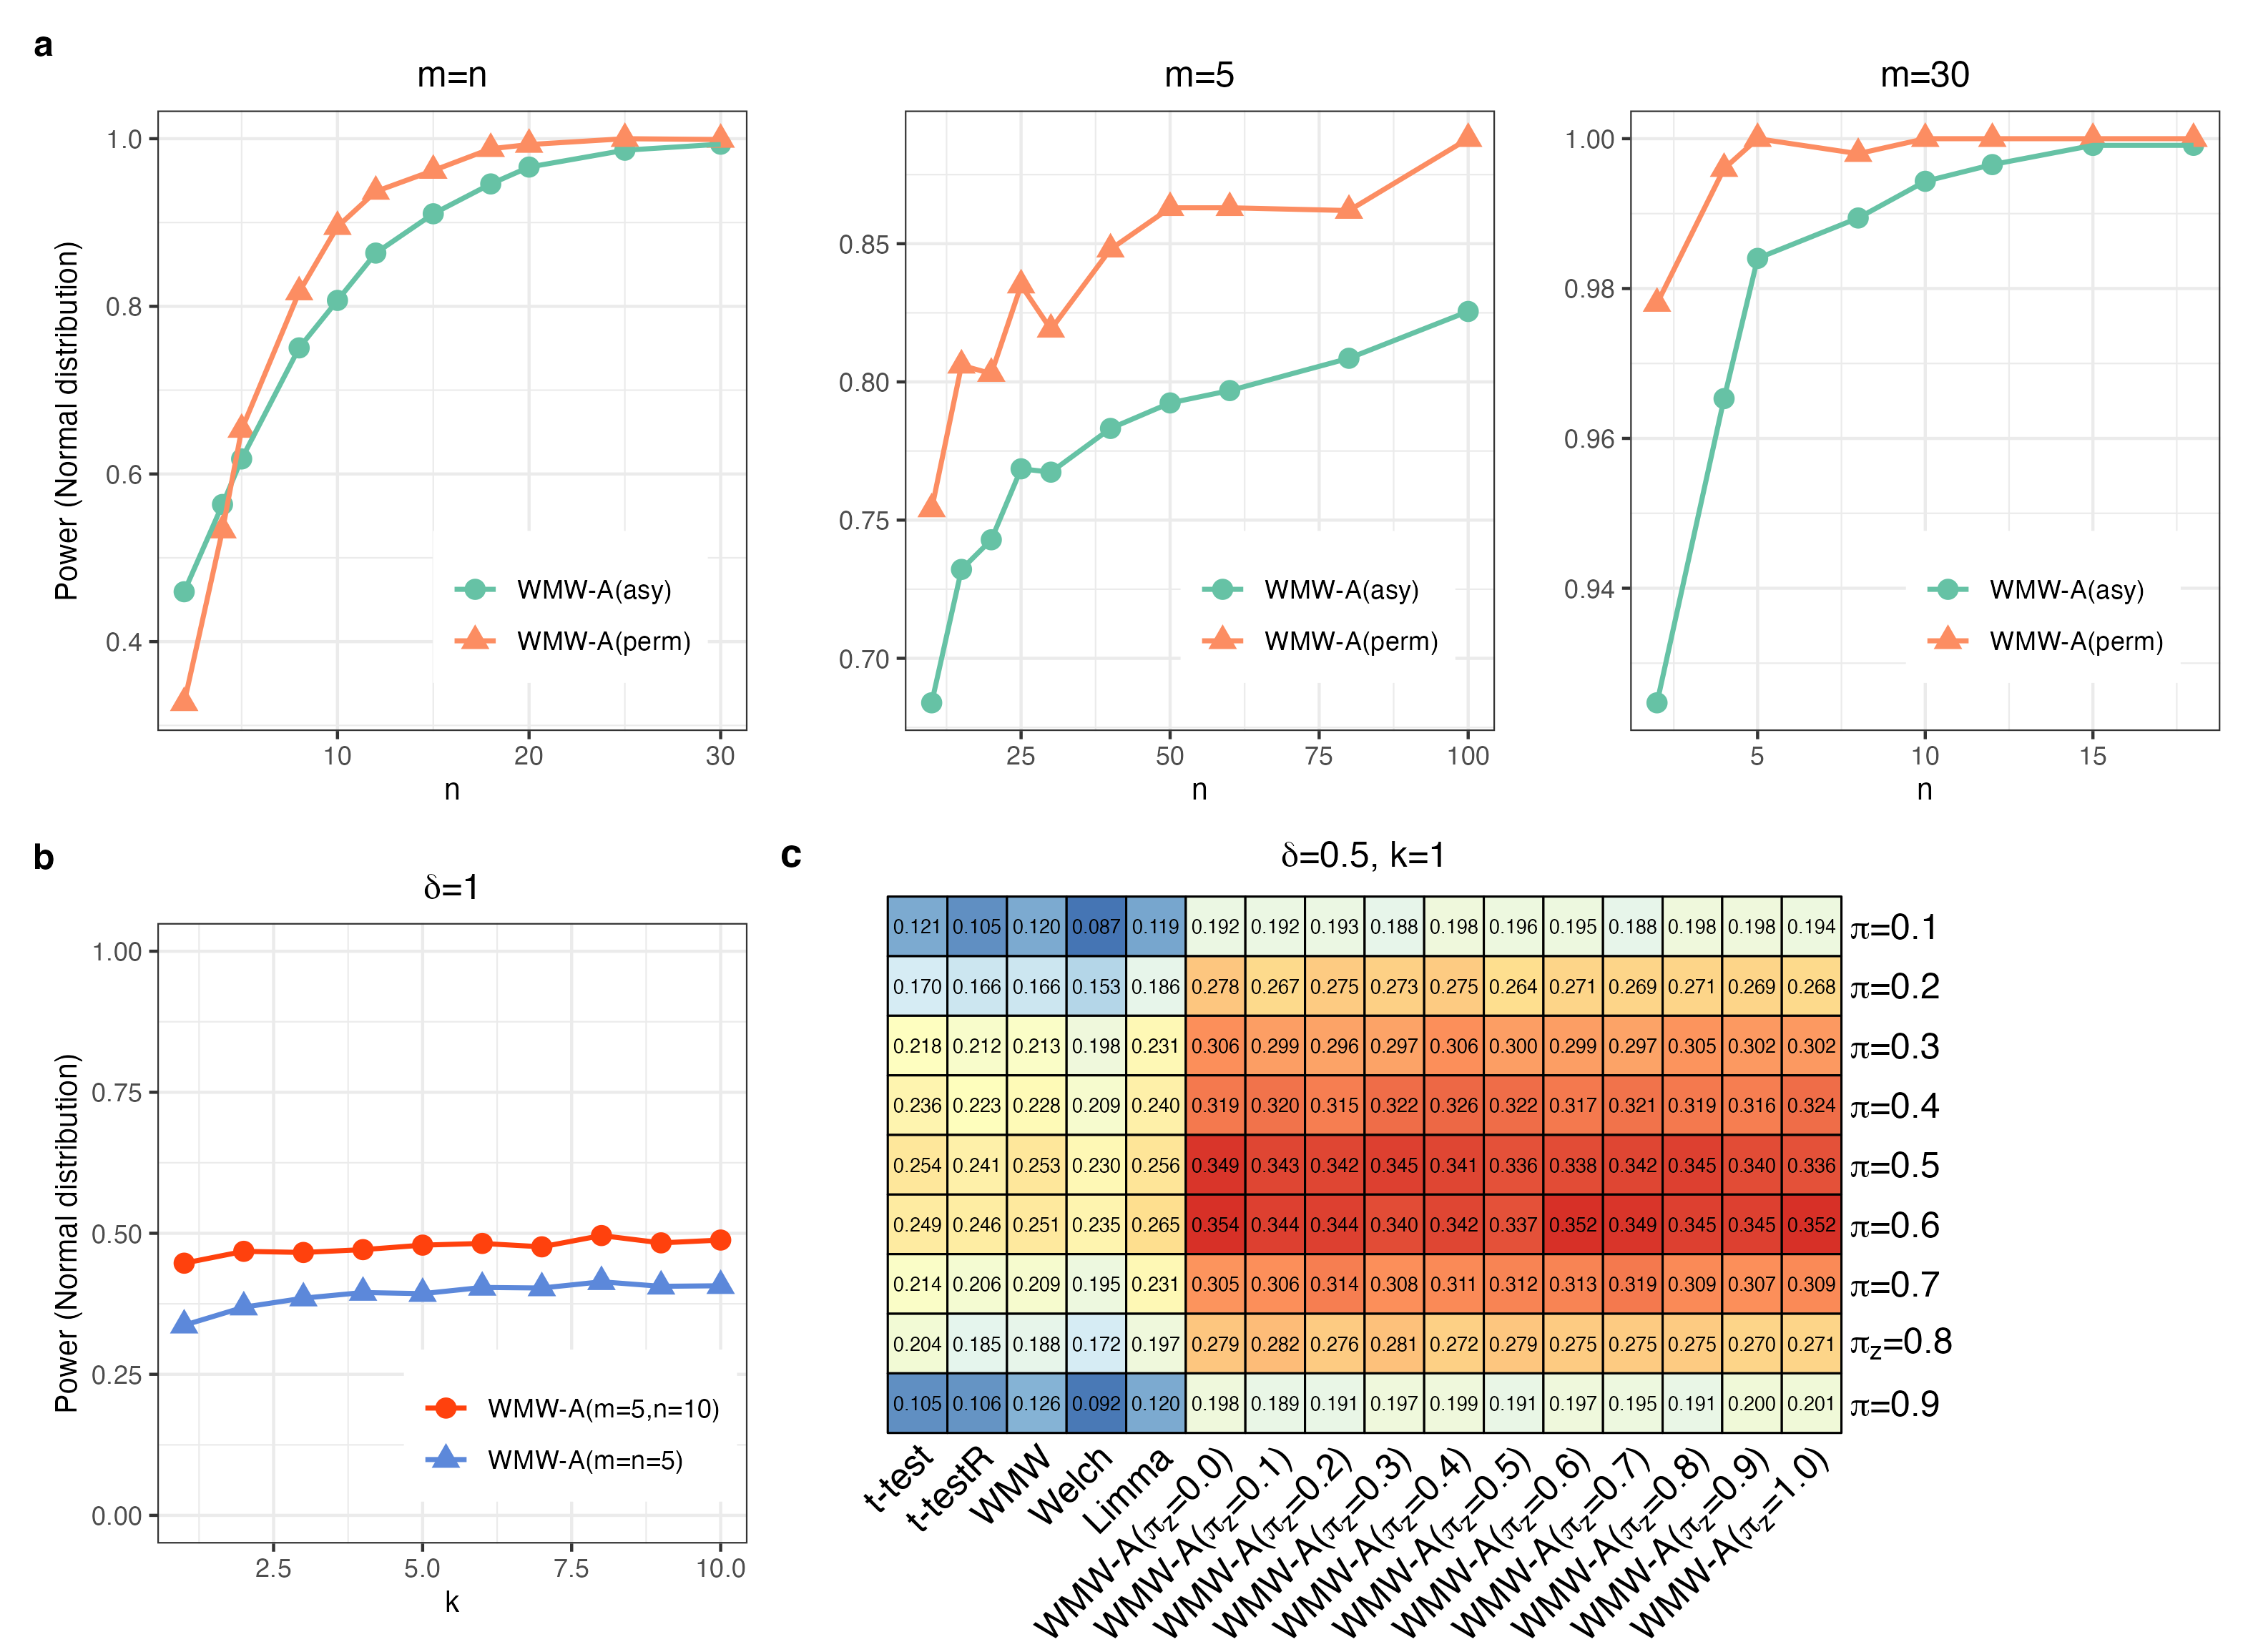 a
m=n
m=5
m=30
Power (Normal distribution)
1.0
0.8
0.6
0.4
10 20 30
n
WMW-A(asy)
WMW-A(perm)
0.85
0.80
0.75
0.70
25 50 75 100
n
WMW-A(asy)
WMW-A(perm)
1.00
0.98
0.96
0.94
5 10 15
n
WMW-A(asy)
WMW-A(perm)
b
δ=1
Power (Normal distribution)
1.00
0.75
0.50
0.25
0.00
2.5 5.0 7.5 10.0
k
WMW-A(m=5,n=10)
WMW-A(m=n=5)
c
δ=0.5, k=1
0.121 0.105 0.120 0.087 0.119 0.192 0.192 0.193 0.188 0.198 0.196 0.195 0.188 0.198 0.198 0.194 π=0.1
0.170 0.166 0.166 0.153 0.186 0.278 0.267 0.275 0.273 0.275 0.264 0.271 0.269 0.271 0.269 0.268 π=0.2
0.218 0.212 0.213 0.198 0.231 0.306 0.299 0.296 0.297 0.306 0.300 0.299 0.297 0.305 0.302 0.302 π=0.3
0.236 0.223 0.228 0.209 0.240 0.319 0.320 0.315 0.322 0.326 0.322 0.317 0.321 0.319 0.316 0.324 π=0.4
0.254 0.241 0.253 0.230 0.256 0.349 0.343 0.342 0.345 0.341 0.336 0.338 0.342 0.345 0.340 0.336 π=0.5
0.249 0.246 0.251 0.235 0.265 0.354 0.344 0.344 0.340 0.342 0.337 0.352 0.349 0.345 0.345 0.352 π=0.6
0.214 0.206 0.209 0.195 0.231 0.305 0.306 0.314 0.308 0.311 0.312 0.313 0.319 0.309 0.307 0.309 π=0.7
0.204 0.185 0.188 0.172 0.197 0.279 0.282 0.276 0.281 0.272 0.279 0.275 0.275 0.275 0.270 0.271 πz=0.8
0.105 0.106 0.126 0.092 0.120 0.198 0.189 0.191 0.197 0.199 0.191 0.197 0.195 0.191 0.200 0.201 π=0.9
t-test
t-testR
WMW
Welch
Limma
WMW-A(πz=0.0)
WMW-A(πz=0.1)
WMW-A(πz=0.2)
WMW-A(πz=0.3)
WMW-A(πz=0.4)
WMW-A(πz=0.5)
WMW-A(πz=0.6)
WMW-A(πz=0.7)
WMW-A(πz=0.8)
WMW-A(πz=0.9)
WMW-A(πz=1.0)